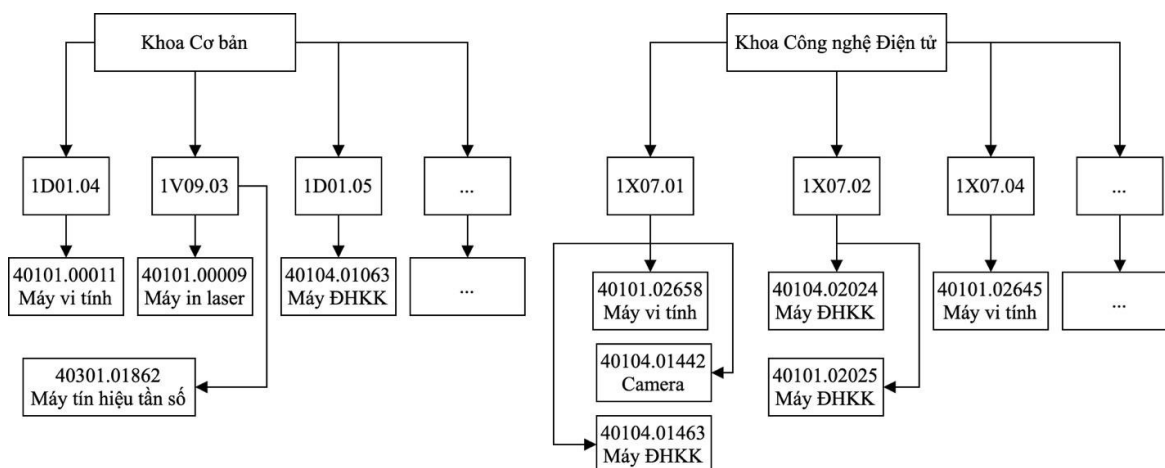 Khoa Cơ bản
1D01.04
1V09.03
1D01.05
...
40101.00011
Máy vi tính
40101.00009
Máy in laser
40104.01063
Máy ĐHKK
...
40301.01862
Máy tín hiệu tần số
Khoa Công nghệ Điện tử
1X07.01
1X07.02
1X07.04
...
40101.02658
Máy vi tính
40104.02024
Máy ĐHKK
40101.02645
Máy vi tính
...
40104.01442
Camera
40101.02025
Máy ĐHKK
40104.01463
Máy ĐHKK